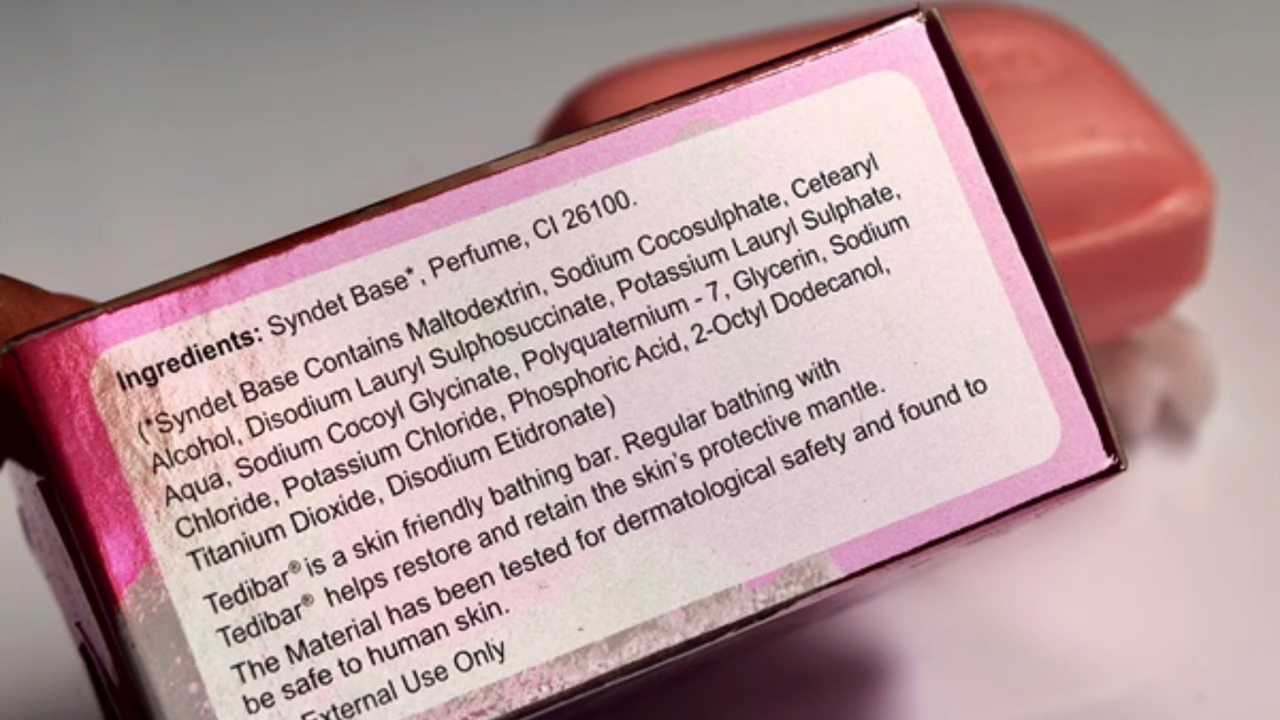 Ingredients: Syndet Base*, Perfume, CI 26100.
(*Syndet Base Contains Maltodextrin, Sodium Cocosulphate, Cetearyl
Alcohol, Disodium Lauryl Sulphosuccinate, Potassium Lauryl Sulphate,
Aqua, Sodium Cocoyl Glycinate, Polyquaternium - 7, Glycerin, Sodium
Chloride, Potassium Chloride, Phosphoric Acid, 2-Octyl Dodecanol,
Titanium Dioxide, Disodium Etidronate)
Tedibar® is a skin friendly bathing bar. Regular bathing with
Tedibar® helps restore and retain the skin's protective mantle.
The Material has been tested for dermatological safety and found to
be safe to human skin.
External Use Only